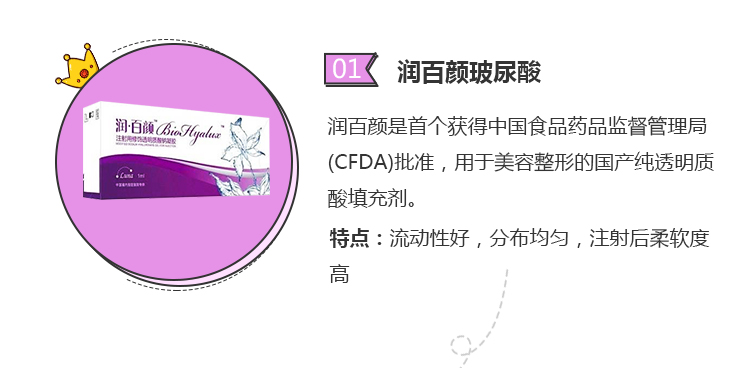 01
润百颜玻尿酸
润百颜是首个获得中国食品药品监督管理局
(CFDA)批准，用于美容整形的国产纯透明质
酸填充剂。
特点：流动性好，分布均匀，注射后柔软度
高
润·百颜™ BioHyalux™
注射用修饰透明质酸钠凝胶
1ml